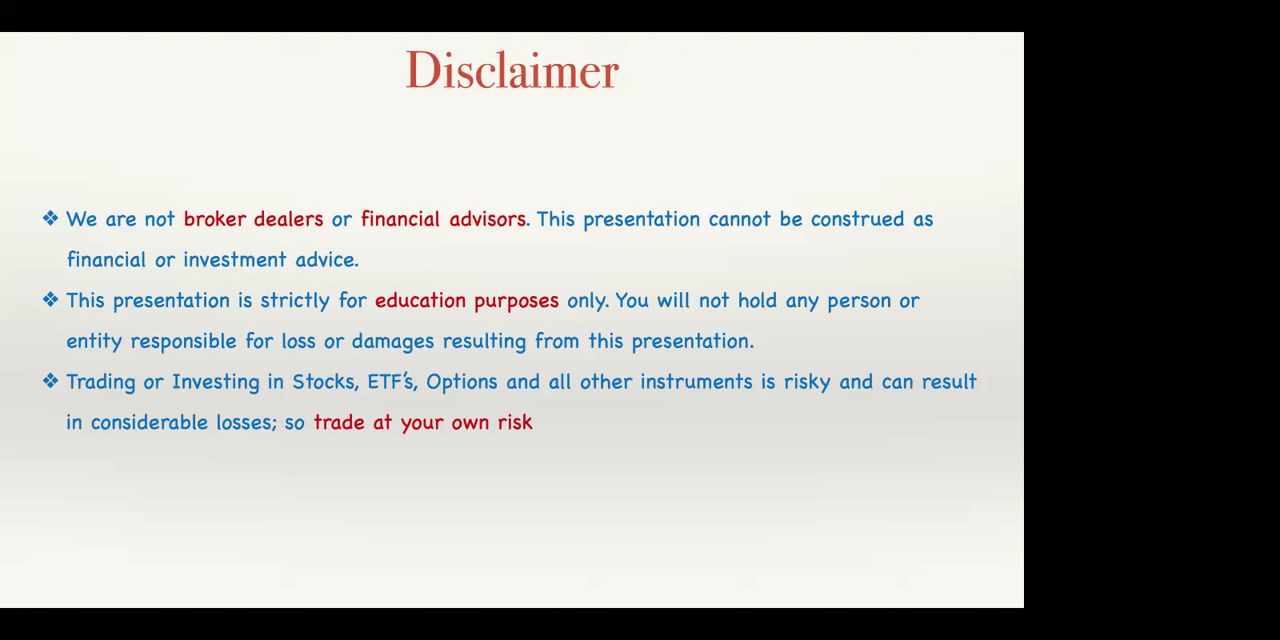 Disclaimer
❖ We are not broker dealers or financial advisors. This presentation cannot be construed as
financial or investment advice.
❖ This presentation is strictly for education purposes only. You will not hold any person or
entity responsible for loss or damages resulting from this presentation.
❖ Trading or Investing in Stocks, ETF's, Options and all other instruments is risky and can result
in considerable losses; so trade at your own risk